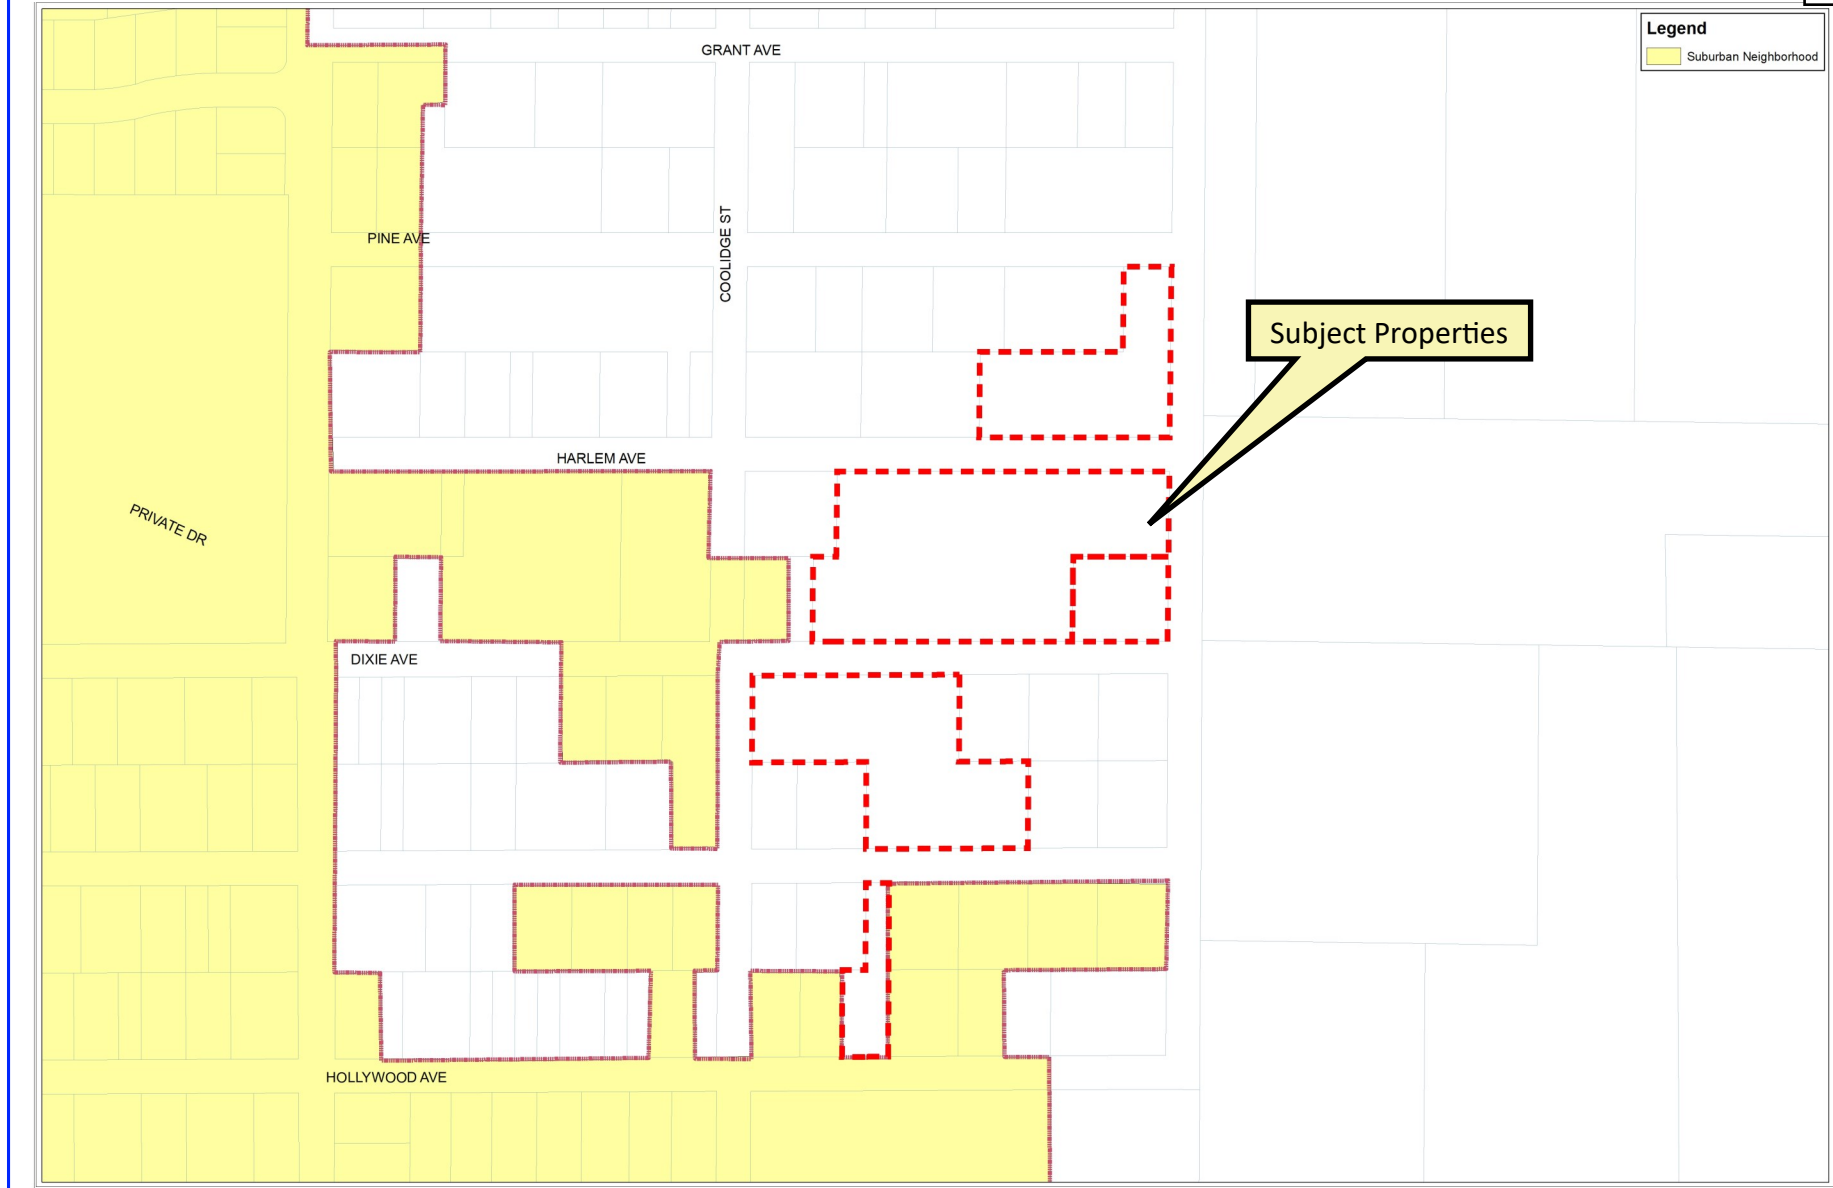 Legend
Suburban Neighborhood
GRANT AVE
PINE AVE
COOLIDGE ST
Subject Properties
HARLEM AVE
PRIVATE DR
DIXIE AVE
HOLLYWOOD AVE